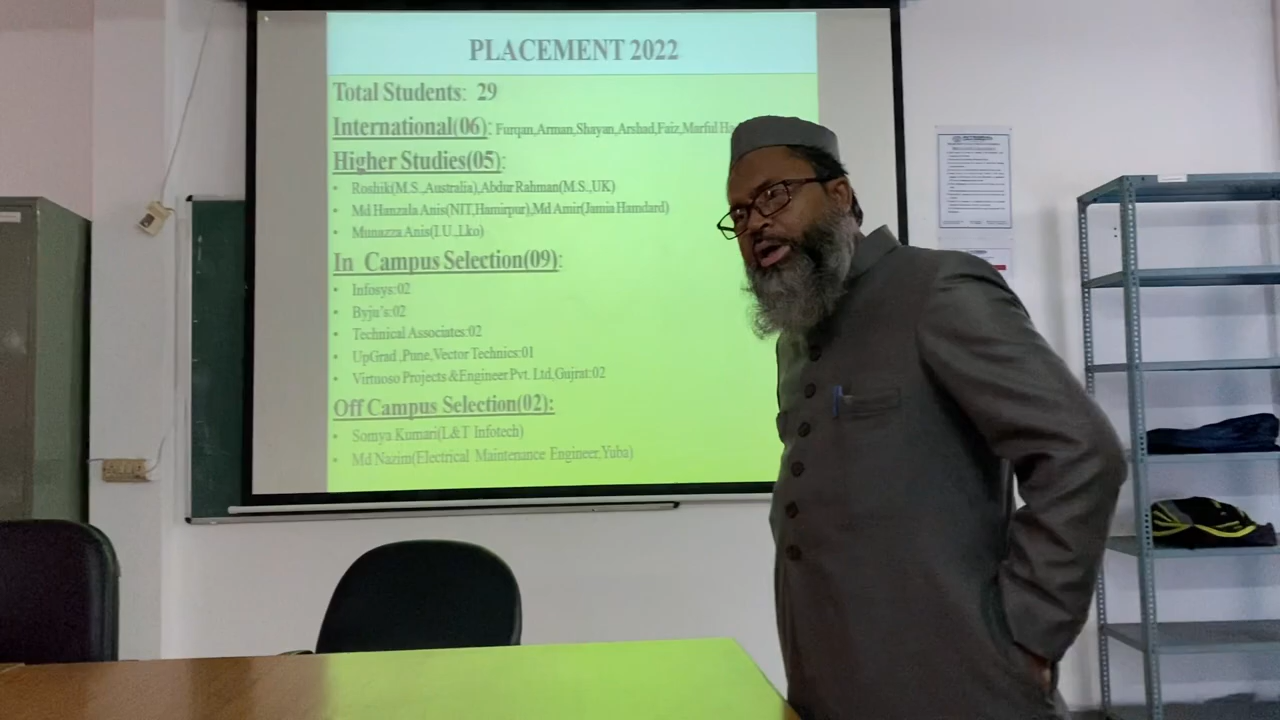 PLACEMENT 2022
Total Students: 29
International(06): Furqan,Arman,Shayan,Arshad,Faiz,Marful
Higher Studies(05):
• Roshik(M.S.,Australia),Abdur Rahman(M.S.,UK)
• Md Hanzala Anis(NIT,Hamirpur),Md Amir(Jamia Hamdard)
• Munazza Anis(I.U.,Lko)
In Campus Selection(09):
• Infosys:02
• Byju's:02
• Technical Associates:02
• UpGrad ,Pune,Vector Technics:01
• Virtuoso Projects &Engineer Pvt. Ltd,Gujrat:02
Off Campus Selection(02):
• Somya Kumari(L&T Infotech)
• Md Nazim(Electrical Maintenance Engineer,Yuba)